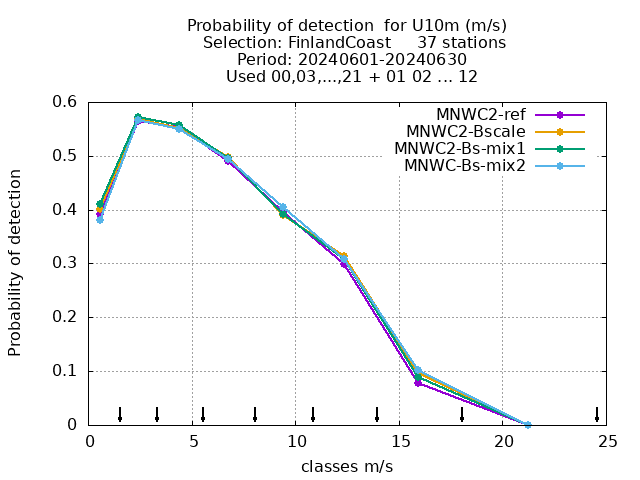 Probability of detection  for U10m (m/s)
Selection: FinlandCoast     37 stations
Period: 20240601-20240630
Used 00,03,...,21 + 01 02 ... 12
MNWC2-ref
MNWC2-Bscale
MNWC2-Bs-mix1
MNWC-Bs-mix2
Probability of detection
0.6
0.5
0.4
0.3
0.2
0.1
0
0 5 10 15 20 25
classes m/s